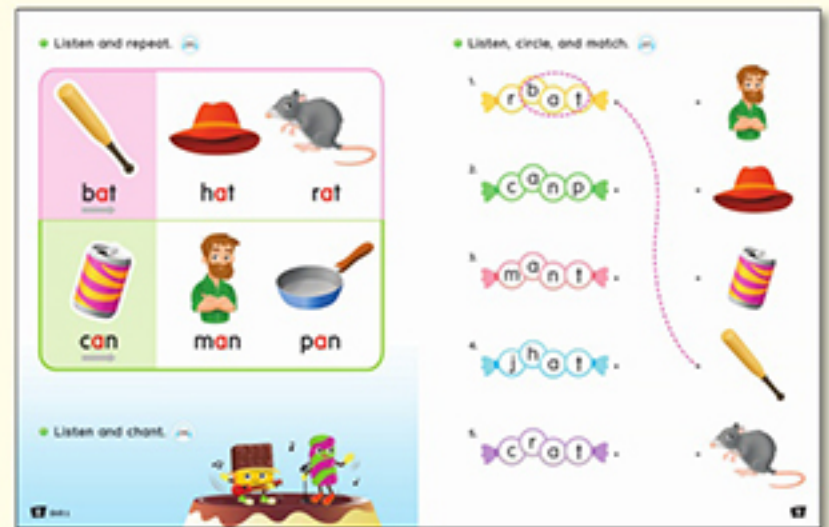 Listen and repeat.
bat hat rat
can man pan
Listen and chant.
Listen, circle, and match.
1. r b a t
2. c a n p
3. m a n t
4. j h a t
5. c r a t